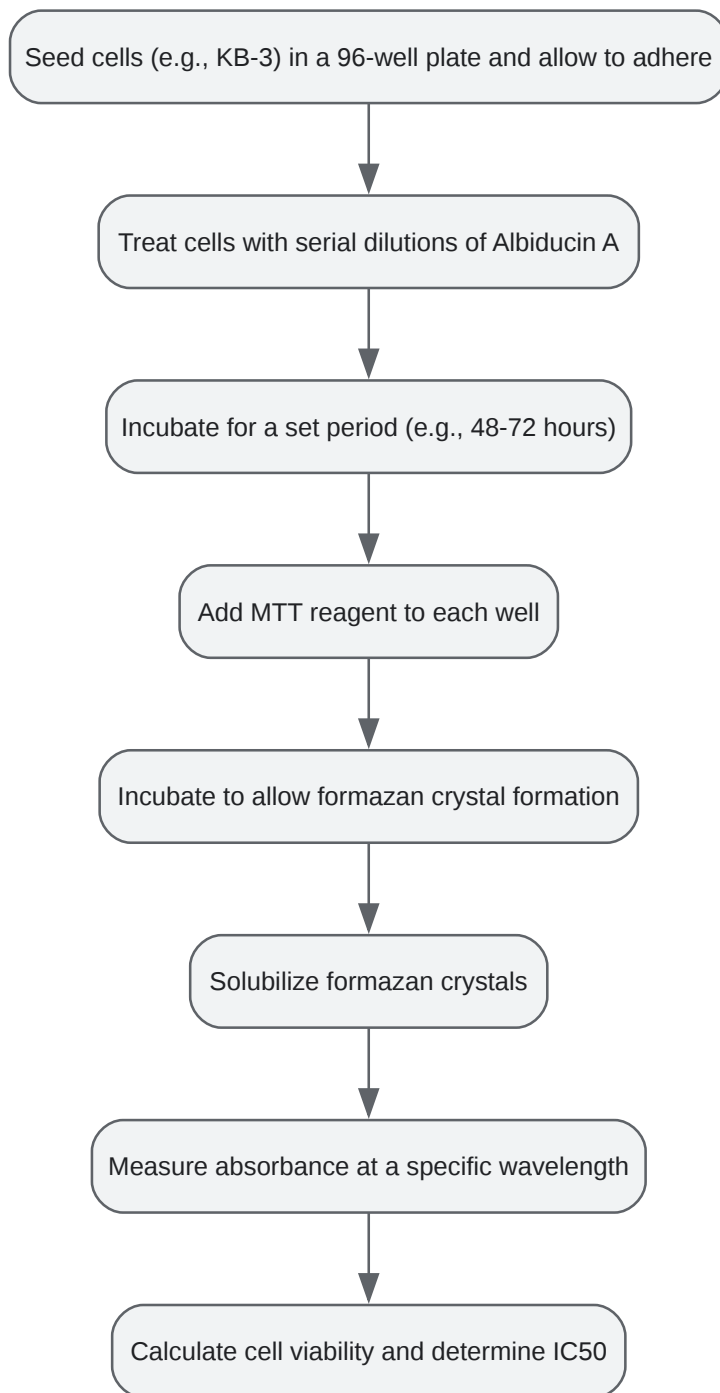 Seed cells (e.g., KB-3) in a 96-well plate and allow to adhere
Treat cells with serial dilutions of Albiducin A
Incubate for a set period (e.g., 48-72 hours)
Add MTT reagent to each well
Incubate to allow formazan crystal formation
Solubilize formazan crystals
Measure absorbance at a specific wavelength
Calculate cell viability and determine IC50